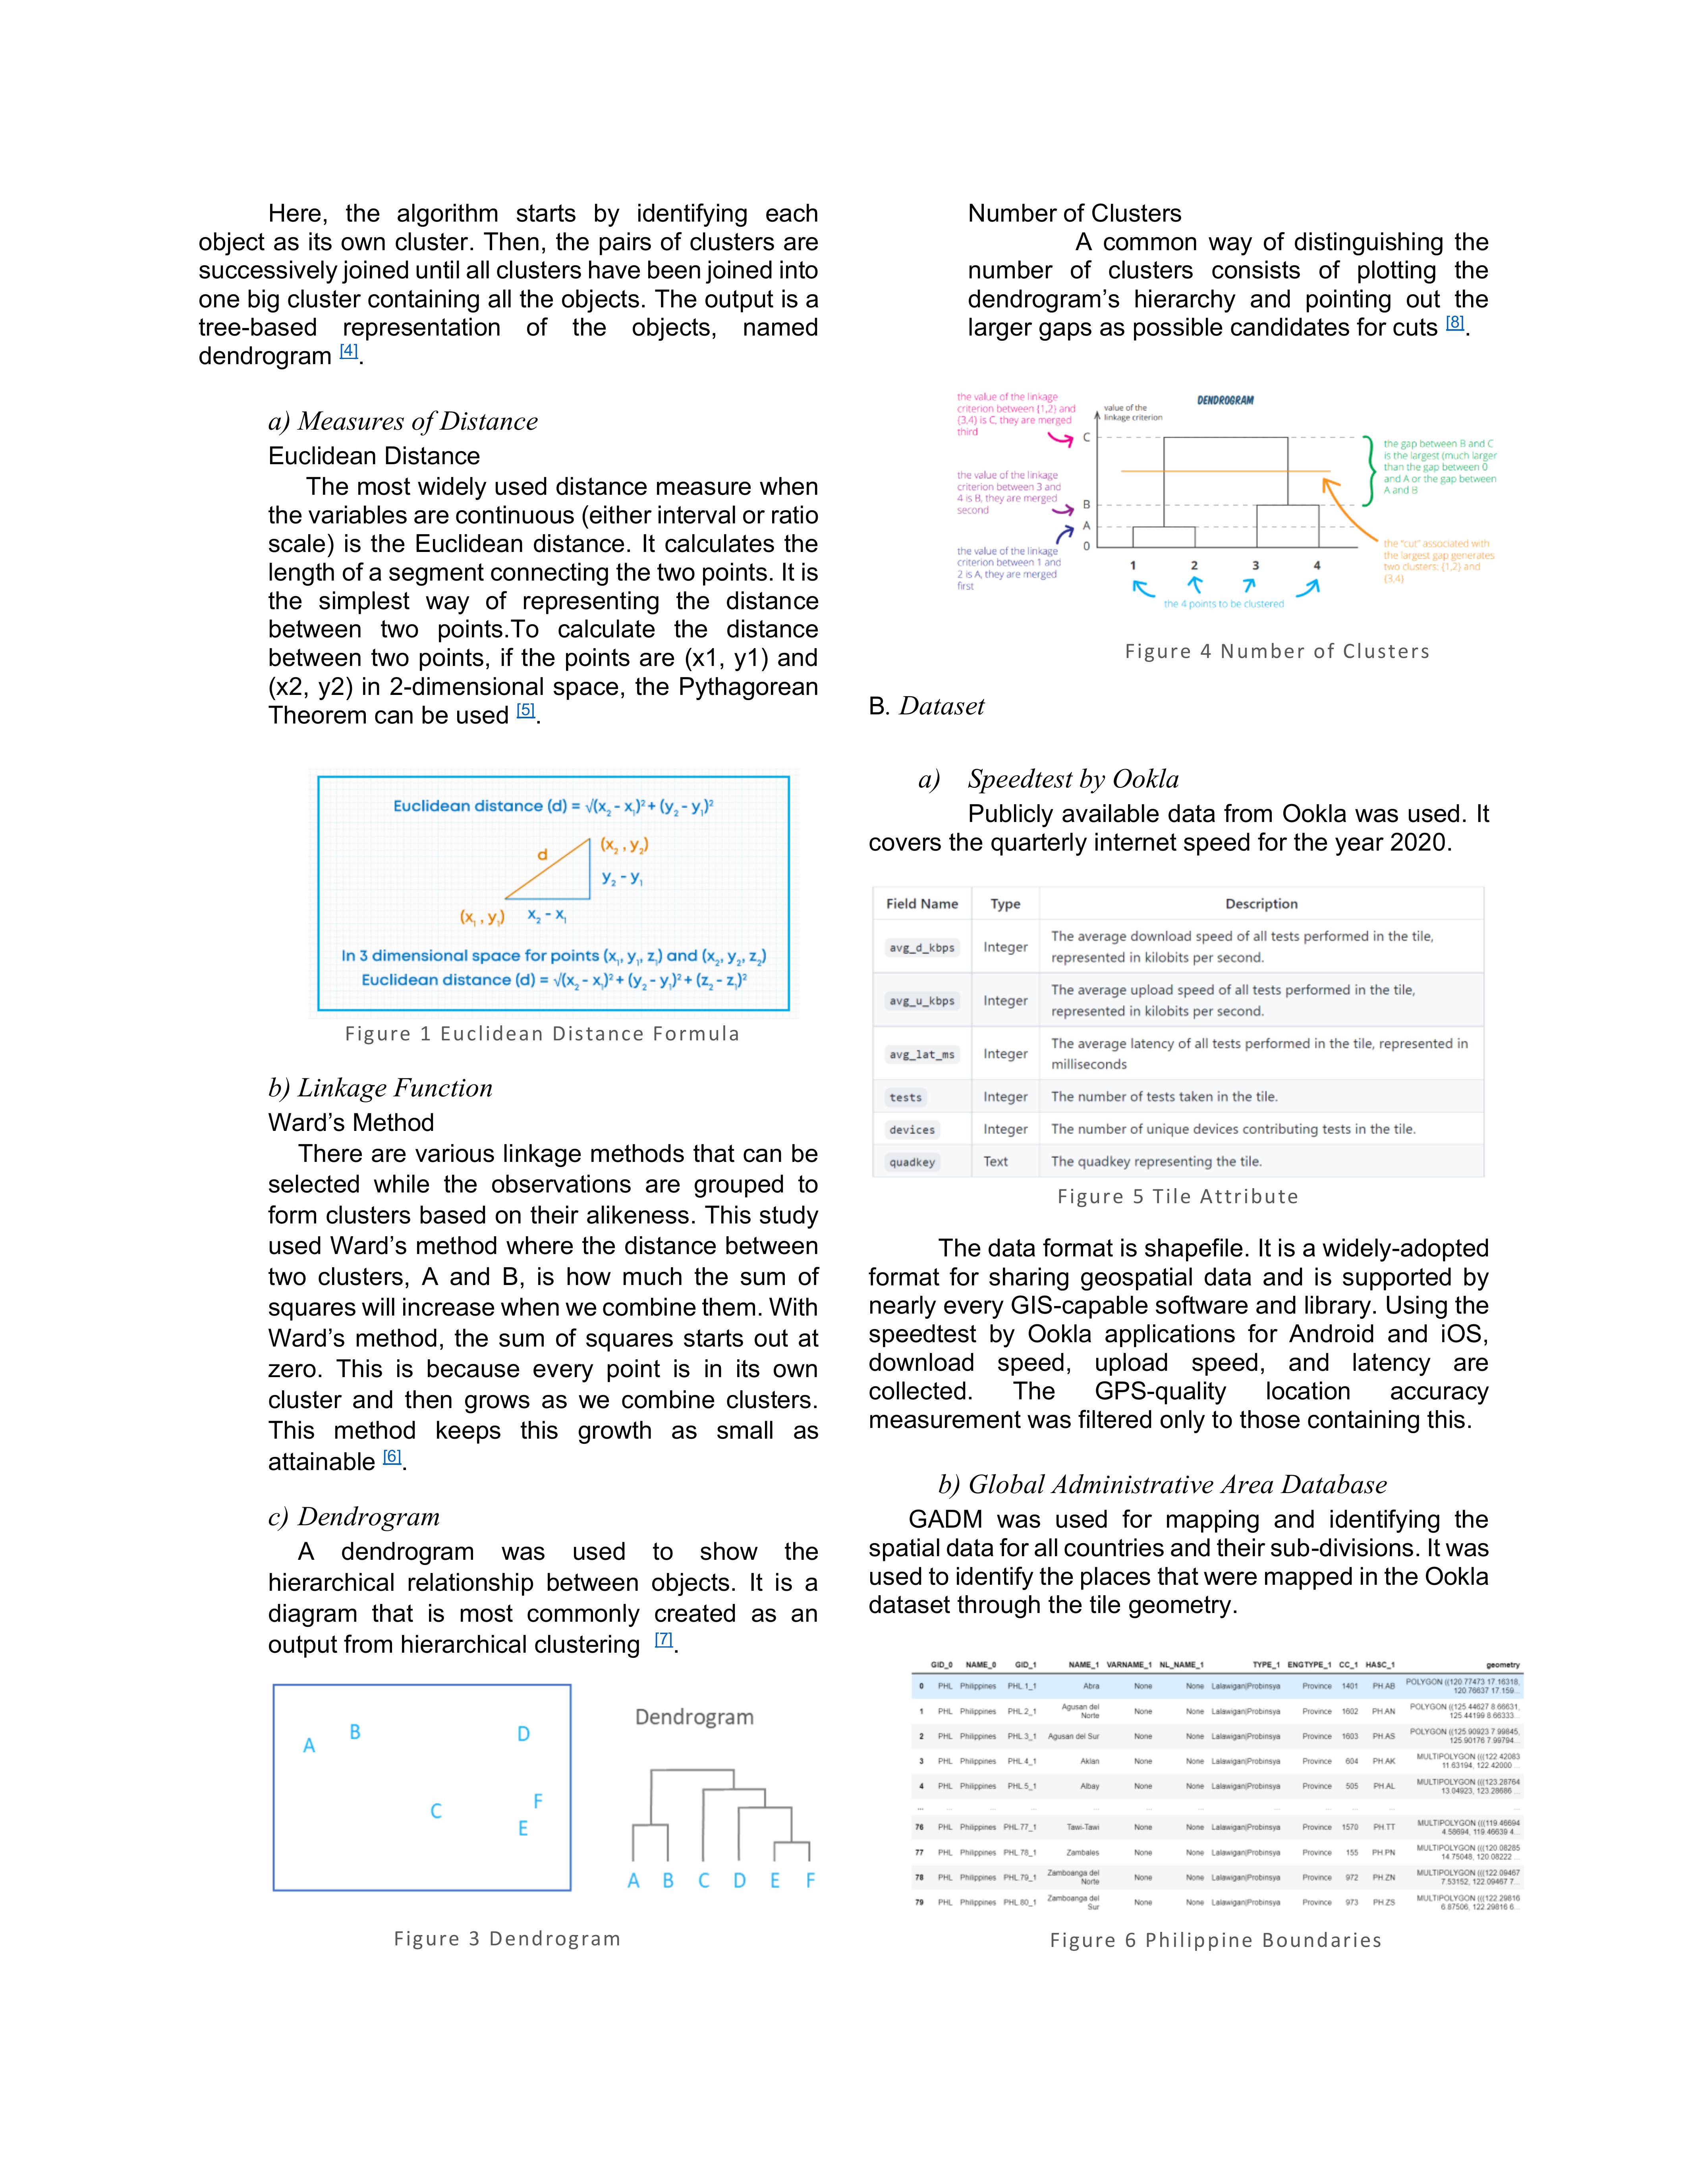 Here, the algorithm starts by identifying each
object as its own cluster. Then, the pairs of clusters are
successively joined until all clusters have been joined into
one big cluster containing all the objects. The output is a
tree-based representation of the objects, named
dendrogram [4].
a) Measures of Distance
Euclidean Distance
The most widely used distance measure when
the variables are continuous (either interval or ratio
scale) is the Euclidean distance. It calculates the
length of a segment connecting the two points. It is
the simplest way of representing the distance
between two points.To calculate the distance
between two points, if the points are (x1, y1) and
(x2, y2) in 2-dimensional space, the Pythagorean
Theorem can be used [5].
Euclidean distance (d) = √(x₂ - x₁)² + (y₂ - y₁)²
d
(x₂ , y₂)
y₂ - y₁
(x₁ , y₁)
x₂ - x₁
In 3 dimensional space for points (x₁, y₁, z₁) and (x₂, y₂, z₂)
Euclidean distance (d) = √(x₂ - x₁)² + (y₂ - y₁)² + (z₂ - z₁)²
Figure 1 Euclidean Distance Formula
b) Linkage Function
Ward’s Method
There are various linkage methods that can be
selected while the observations are grouped to
form clusters based on their alikeness. This study
used Ward’s method where the distance between
two clusters, A and B, is how much the sum of
squares will increase when we combine them. With
Ward’s method, the sum of squares starts out at
zero. This is because every point is in its own
cluster and then grows as we combine clusters.
This method keeps this growth as small as
attainable [6].
c) Dendrogram
A dendrogram was used to show the
hierarchical relationship between objects. It is a
diagram that is most commonly created as an
output from hierarchical clustering [7].
A
B
D
C
F
E
Dendrogram
A B C D E F
Figure 3 Dendrogram
Number of Clusters
A common way of distinguishing the
number of clusters consists of plotting the
dendrogram’s hierarchy and pointing out the
larger gaps as possible candidates for cuts [8].
DENDROGRAM
the value of the linkage
criterion between {1,2} and
{3,4} is C, they are merged
third
the value of the linkage
criterion between 3 and
4 is B, they are merged
second
the value of the linkage
criterion between 1 and
2 is A, they are merged
first
value of the
linkage criterion
C
B
A
0
1 2 3 4
the 4 points to be clustered
the gap between B and C
is the largest (much larger
than the gap between 0
and A or the gap between
A and B
the "cut" associated with
the largest gap generates
two clusters: {1,2} and
{3,4}
Figure 4 Number of Clusters
B. Dataset
a) Speedtest by Ookla
Publicly available data from Ookla was used. It
covers the quarterly internet speed for the year 2020.
Field Name Type Description
avg_d_kbps Integer The average download speed of all tests performed in the tile,
represented in kilobits per second.
avg_u_kbps Integer The average upload speed of all tests performed in the tile,
represented in kilobits per second.
avg_lat_ms Integer The average latency of all tests performed in the tile, represented in
milliseconds
tests Integer The number of tests taken in the tile.
devices Integer The number of unique devices contributing tests in the tile.
quadkey Text The quadkey representing the tile.
Figure 5 Tile Attribute
The data format is shapefile. It is a widely-adopted
format for sharing geospatial data and is supported by
nearly every GIS-capable software and library. Using the
speedtest by Ookla applications for Android and iOS,
download speed, upload speed, and latency are
collected. The GPS-quality location accuracy
measurement was filtered only to those containing this.
b) Global Administrative Area Database
GADM was used for mapping and identifying the
spatial data for all countries and their sub-divisions. It was
used to identify the places that were mapped in the Ookla
dataset through the tile geometry.
GID_0 NAME_0 GID_1 NAME_1 VARNAME_1 NL_NAME_1 TYPE_1 ENGTYPE_1 CC_1 HASC_1 geometry
0 PHL Philippines PHL.1_1 Abra None None Lalawigan|Probinsya Province 1401 PH.AB POLYGON ((120.77473 17.16318,
120.76637 17.159...
1 PHL Philippines PHL.2_1 Agusan del Norte None None Lalawigan|Probinsya Province 1602 PH.AN POLYGON ((125.44627 8.66631,
125.44199 8.66333...
2 PHL Philippines PHL.3_1 Agusan del Sur None None Lalawigan|Probinsya Province 1603 PH.AS POLYGON ((125.90923 7.99845,
125.90176 7.99794...
3 PHL Philippines PHL.4_1 Aklan None None Lalawigan|Probinsya Province 604 PH.AK MULTIPOLYGON (((122.42083
11.63194, 122.42000 ...
4 PHL Philippines PHL.5_1 Albay None None Lalawigan|Probinsya Province 505 PH.AL MULTIPOLYGON (((123.28764
13.04923, 123.28686 ...
... ... ... ... ... ... ... ... ... ... ... ...
76 PHL Philippines PHL.77_1 Tawi-Tawi None None Lalawigan|Probinsya Province 1570 PH.TT MULTIPOLYGON (((119.46694
4.58694, 119.46639 4...
77 PHL Philippines PHL.78_1 Zambales None None Lalawigan|Probinsya Province 155 PH.PN MULTIPOLYGON (((120.08285
14.75048, 120.08222 ...
78 PHL Philippines PHL.79_1 Zamboanga del Norte None None Lalawigan|Probinsya Province 972 PH.ZN MULTIPOLYGON (((122.09467
7.53152, 122.09467 7...
79 PHL Philippines PHL.80_1 Zamboanga del Sur None None Lalawigan|Probinsya Province 973 PH.ZS MULTIPOLYGON (((122.29816
6.87506, 122.29816 6...
Figure 6 Philippine Boundaries